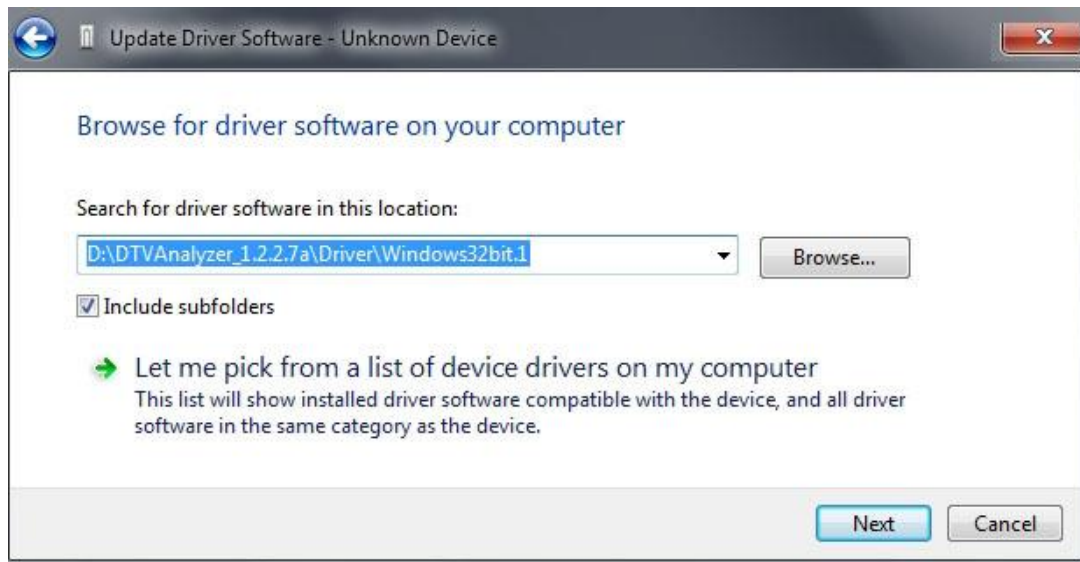 Update Driver Software - Unknown Device
Browse for driver software on your computer
Search for driver software in this location:
D:\DTVAnalyzer_1.2.2.7a\Driver\Windows32bit.1
Browse...
Include subfolders
Let me pick from a list of device drivers on my computer
This list will show installed driver software compatible with the device, and all driver
software in the same category as the device.
Next
Cancel